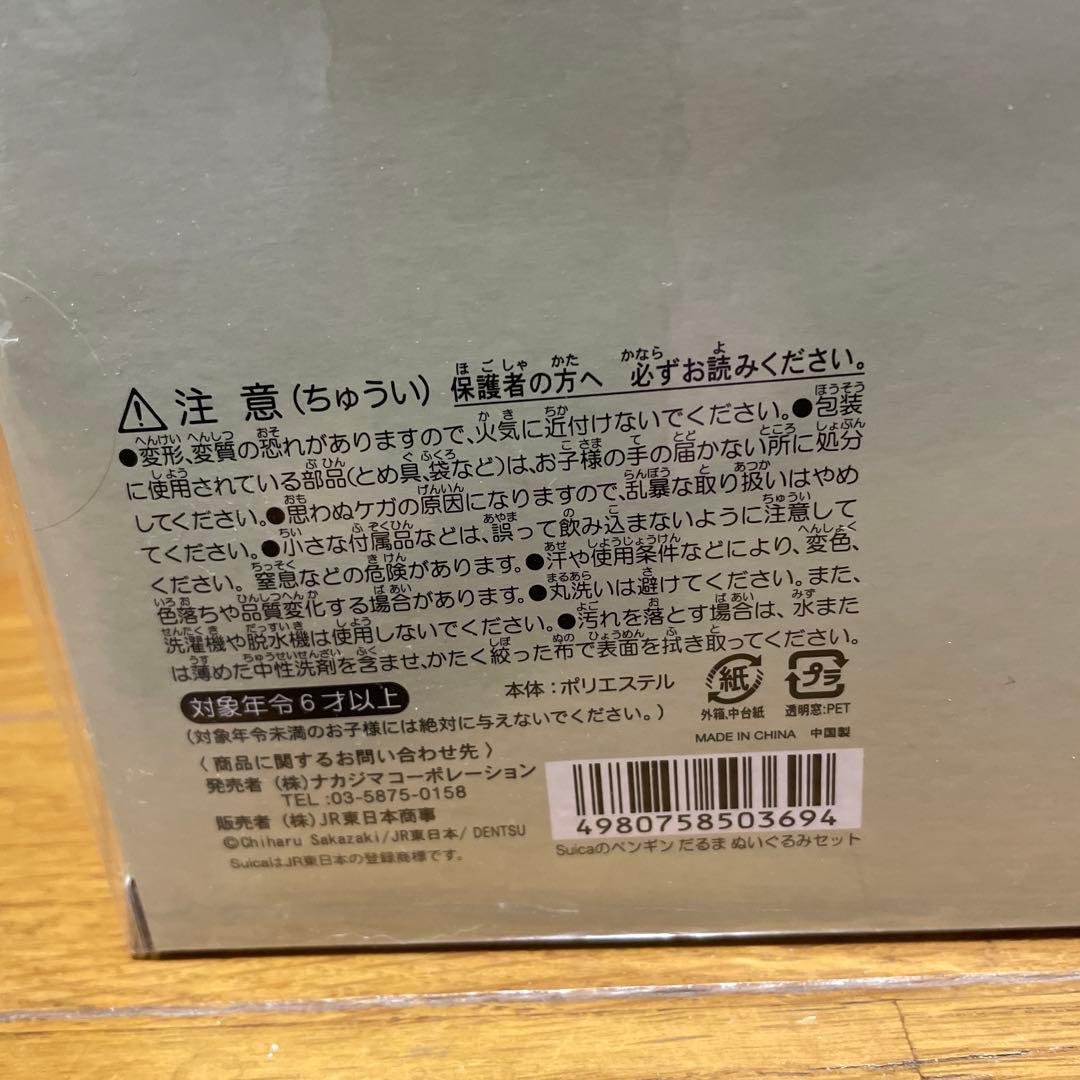 注意(ちゅうい) 保護者の方へ 必ずお読みください。
●変形、変質の恐れがありますので、火気に近付けないでください。●包装
に使用されている部品(とめ具、袋など)は、お子様の手の届かない所に処分
してください。●思わぬケガの原因になりますので、乱暴な取り扱いはやめ
てください。●小さな付属品などは、誤って飲み込まないように注意して
ください。窒息などの危険があります。●汗や使用条件などにより、変色、
色落ちや品質変化する場合があります。●丸洗いは避けてください。また、
洗濯機や脱水機は使用しないでください。●汚れを落とす場合は、水また
は薄めた中性洗剤を含ませ、かたく絞った布で表面を拭き取ってください。
対象年令6才以上 本体:ポリエステル 紙 プラ
(対象年令未満のお子様には絶対に与えないでください。) 外箱、中台紙 透明窓:PET
MADE IN CHINA 中国製
〈商品に関するお問い合わせ先〉
発売者 (株)ナカジマコーポレーション
TEL:03-5875-0158
販売者 (株)JR東日本商事
©Chiharu Sakazaki/JR東日本/DENTSU
SuicaはJR東日本の登録商標です。
4980758503694
Suicaのペンギン だるま ぬいぐるみセット